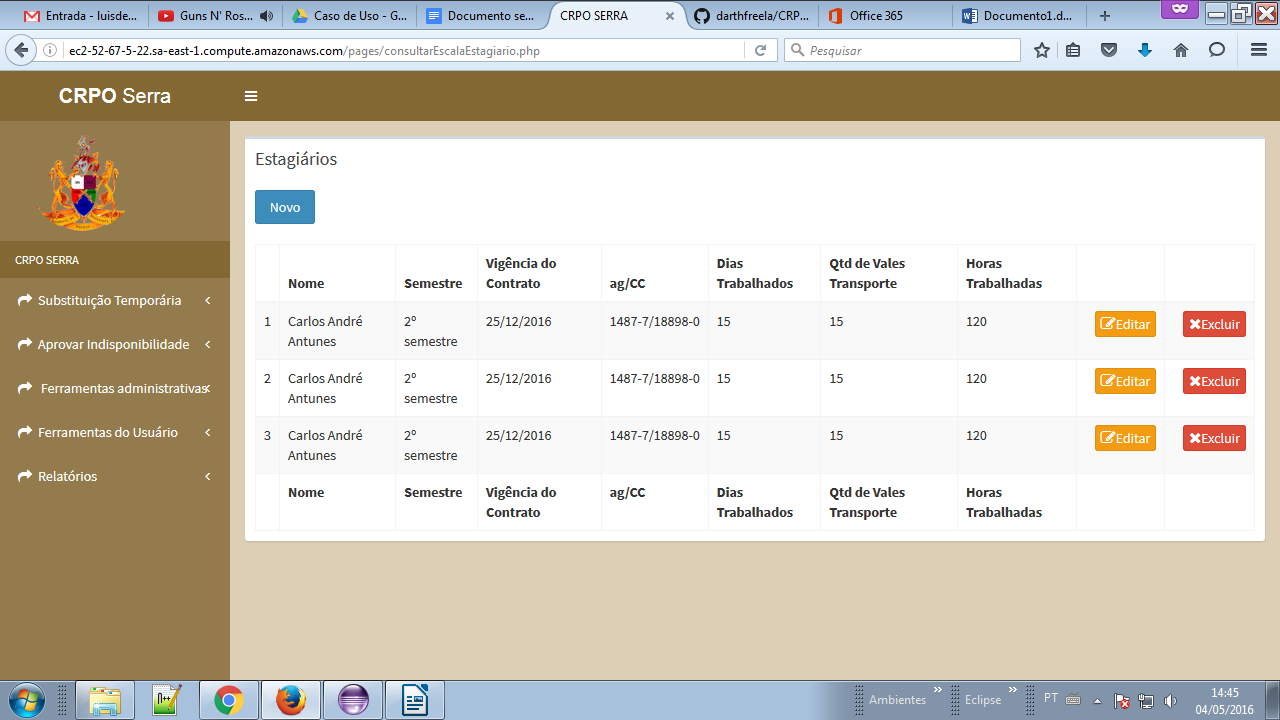 Entrada - luisde...
Guns N' Ros...
Caso de Uso - G...
Documento se...
CRPO SERRA
darthfreela/CRP...
Office 365
Documento1.d...
ec2-52-67-5-22.sa-east-1.compute.amazonaws.com/pages/consultarEscalaEstagiario.php
Pesquisar
CRPO Serra
CRPO SERRA
Substituição Temporária
Aprovar Indisponibilidade
Ferramentas administrativas
Ferramentas do Usuário
Relatórios
Estagiários
Novo
Nome Semestre Vigência do Contrato ag/CC Dias Trabalhados Qtd de Vales Transporte Horas Trabalhadas
1 Carlos André Antunes 2º semestre 25/12/2016 1487-7/18898-0 15 15 120 Editar Excluir
2 Carlos André Antunes 2º semestre 25/12/2016 1487-7/18898-0 15 15 120 Editar Excluir
3 Carlos André Antunes 2º semestre 25/12/2016 1487-7/18898-0 15 15 120 Editar Excluir
Nome Semestre Vigência do Contrato ag/CC Dias Trabalhados Qtd de Vales Transporte Horas Trabalhadas
Ambientes
Eclipse
PT
14:45
04/05/2016